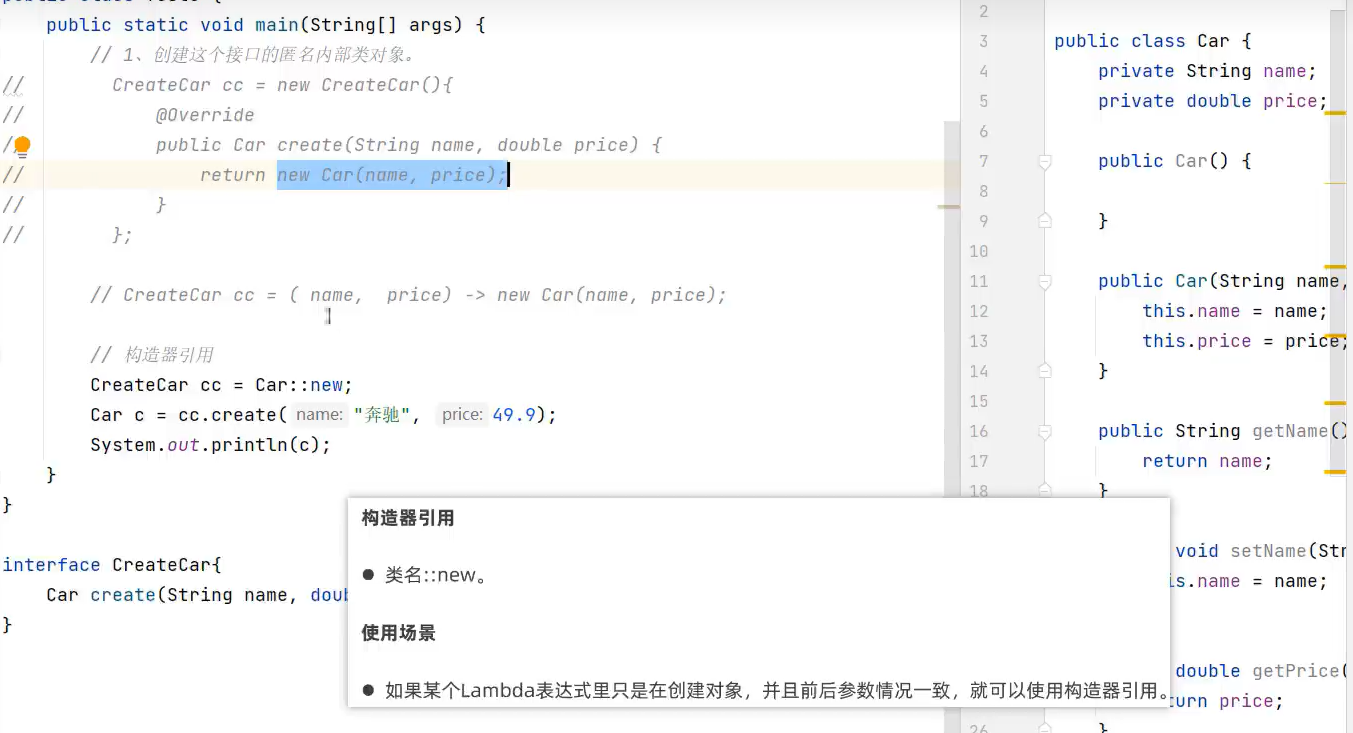 public static void main(String[] args) {
// 1、创建这个接口的匿名内部类对象。
// CreateCar cc = new CreateCar(){
// @Override
// public Car create(String name, double price) {
// return new Car(name, price);
// }
// };
// CreateCar cc = ( name, price) -> new Car(name, price);
// 构造器引用
CreateCar cc = Car::new;
Car c = cc.create( name: "奔驰", price: 49.9);
System.out.println(c);
}
}
interface CreateCar{
Car create(String name, doub
}
构造器引用
● 类名::new。
使用场景
● 如果某个Lambda表达式里只是在创建对象，并且前后参数情况一致，就可以使用构造器引用。
2
3 public class Car {
4 private String name;
5 private double price;
6
7 public Car() {
8
9 }
10
11 public Car(String name,
12 this.name = name;
13 this.price = price;
14 }
15
16 public String getName()
17 return name;
18 }
void setName(Str
is.name = name;
double getPrice(
turn price;
26 }